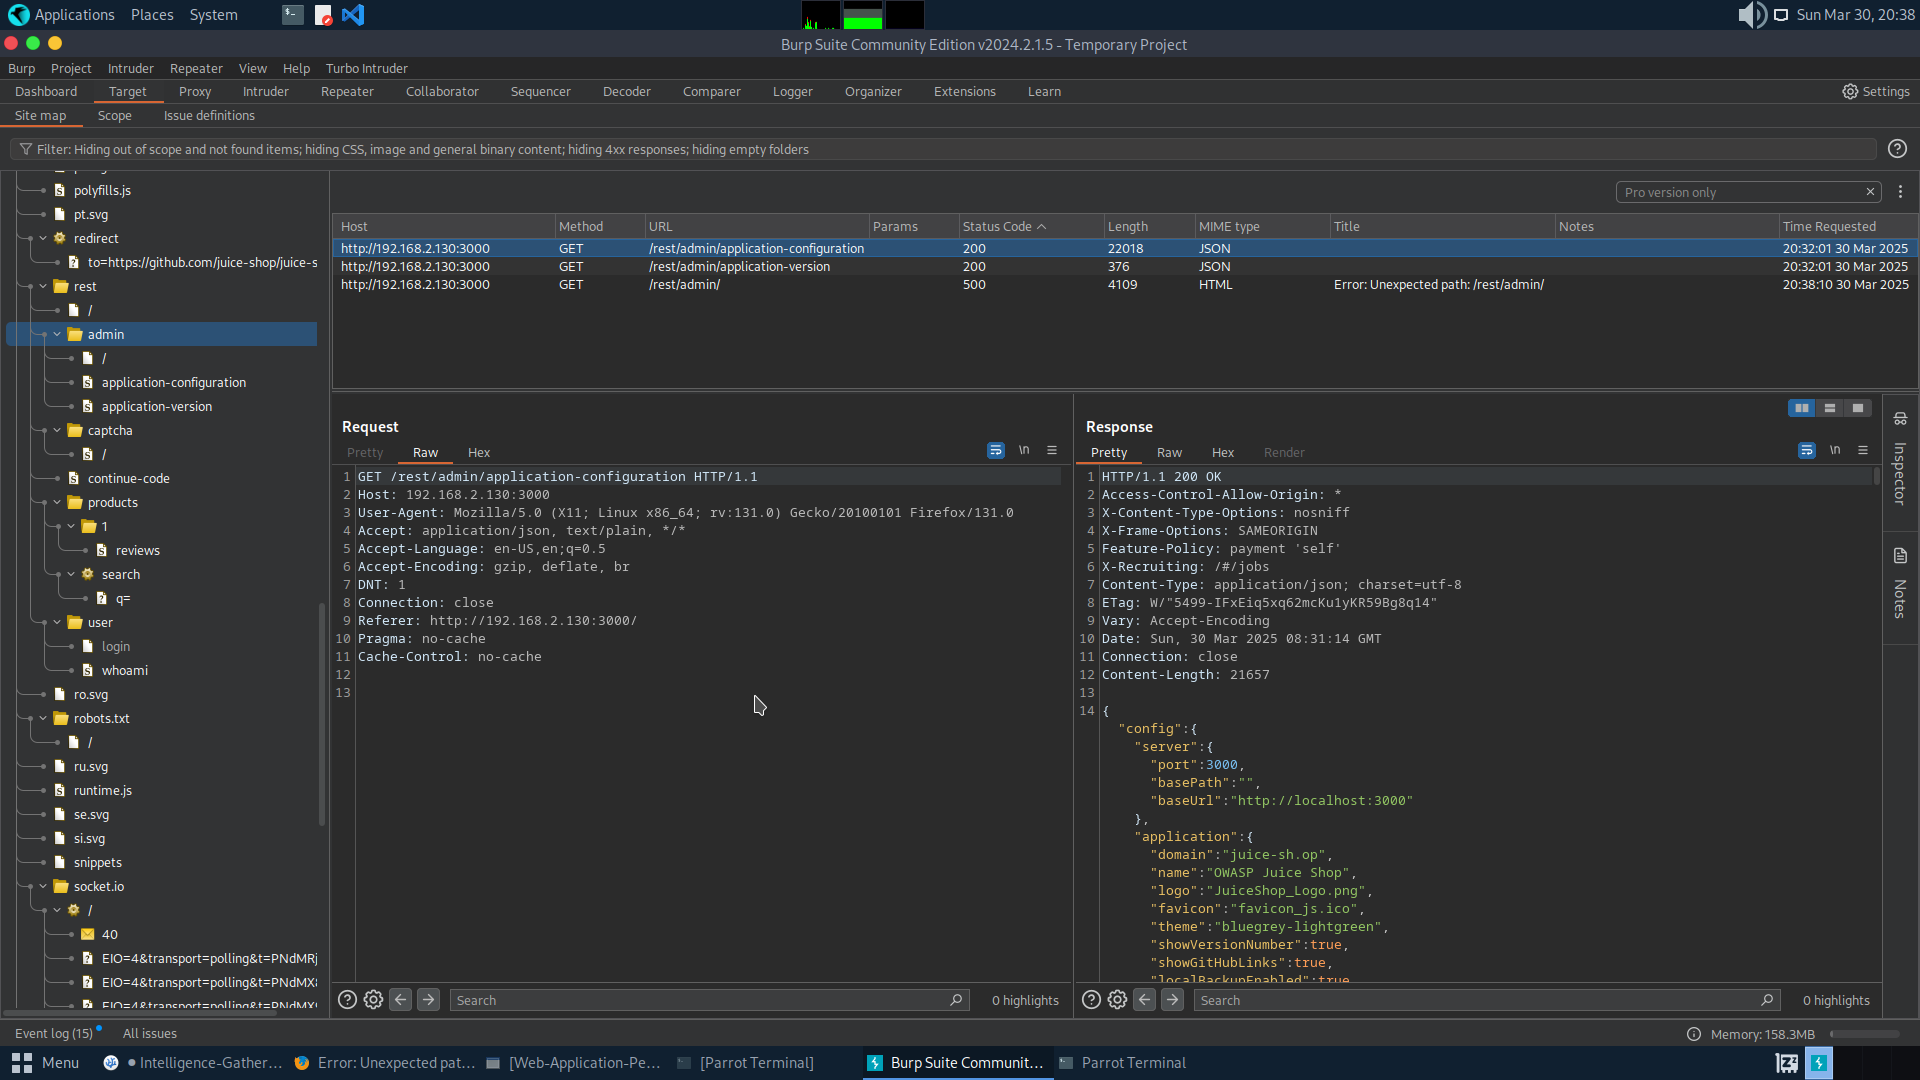 Applications Places System
Sun Mar 30, 20:38
Burp Suite Community Edition v2024.2.1.5 - Temporary Project
Burp Project Intruder Repeater View Help Turbo Intruder
Dashboard Target Proxy Intruder Repeater Collaborator Sequencer Decoder Comparer Logger Organizer Extensions Learn Settings
Site map Scope Issue definitions
Filter: Hiding out of scope and not found items; hiding CSS, image and general binary content; hiding 4xx responses; hiding empty folders
polyfills.js
pt.svg
redirect
to=https://github.com/juice-shop/juice-s
rest
/
admin
/
application-configuration
application-version
captcha
/
continue-code
products
1
reviews
search
q=
user
login
whoami
ro.svg
robots.txt
/
ru.svg
runtime.js
se.svg
si.svg
snippets
socket.io
/
40
EIO=4&transport=polling&t=PNdMRj
EIO=4&transport=polling&t=PNdMX
EIO=4&transport=polling&t=PNdMX
Pro version only
Host Method URL Params Status Code Length MIME type Title Notes Time Requested
http://192.168.2.130:3000 GET /rest/admin/application-configuration 200 22018 JSON 20:32:01 30 Mar 2025
http://192.168.2.130:3000 GET /rest/admin/application-version 200 376 JSON 20:32:01 30 Mar 2025
http://192.168.2.130:3000 GET /rest/admin/ 500 4109 HTML Error: Unexpected path: /rest/admin/ 20:38:10 30 Mar 2025
Request
Pretty Raw Hex \n
1 GET /rest/admin/application-configuration HTTP/1.1
2 Host: 192.168.2.130:3000
3 User-Agent: Mozilla/5.0 (X11; Linux x86_64; rv:131.0) Gecko/20100101 Firefox/131.0
4 Accept: application/json, text/plain, */*
5 Accept-Language: en-US,en;q=0.5
6 Accept-Encoding: gzip, deflate, br
7 DNT: 1
8 Connection: close
9 Referer: http://192.168.2.130:3000/
10 Pragma: no-cache
11 Cache-Control: no-cache
12
13
Search
0 highlights
Response
Pretty Raw Hex Render \n
1 HTTP/1.1 200 OK
2 Access-Control-Allow-Origin: *
3 X-Content-Type-Options: nosniff
4 X-Frame-Options: SAMEORIGIN
5 Feature-Policy: payment 'self'
6 X-Recruiting: /#/jobs
7 Content-Type: application/json; charset=utf-8
8 ETag: W/"5499-IFxEiq5xq62mcKu1yKR59Bg8q14"
9 Vary: Accept-Encoding
10 Date: Sun, 30 Mar 2025 08:31:14 GMT
11 Connection: close
12 Content-Length: 21657
13
14 {
"config":{
"server":{
"port":3000,
"basePath":"",
"baseUrl":"http://localhost:3000"
},
"application":{
"domain":"juice-sh.op",
"name":"OWASP Juice Shop",
"logo":"JuiceShop_Logo.png",
"favicon":"favicon_js.ico",
"theme":"bluegrey-lightgreen",
"showVersionNumber":true,
"showGitHubLinks":true,
"localBackupEnabled":true
Search
0 highlights
Inspector
Notes
Event log (15) All issues
Memory: 158.3MB
Menu Intelligence-Gather... Error: Unexpected pat... [Web-Application-Pe... [Parrot Terminal] Burp Suite Communit... Parrot Terminal